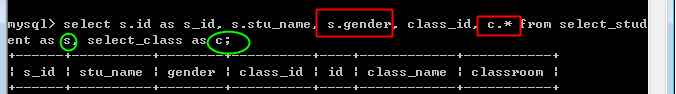 mysql> select s.id as s_id, s.stu_name, s.gender, class_id, c.* from select_stud
ent as s, select_class as c;
+------+----------+--------+----------+----+------------+-----------+
| s_id | stu_name | gender | class_id | id | class_name | classroom |
+------+----------+--------+----------+----+------------+-----------+